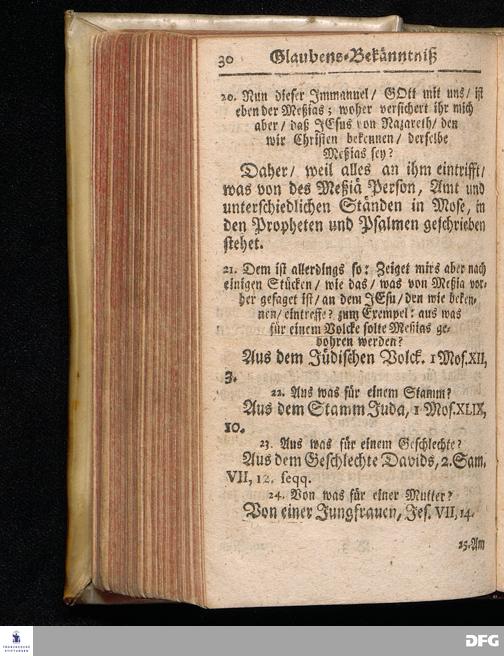 30 Glaubens-Bekänntniß
20. Nun dieser Immanuel/ GOtt mit uns/ ist
eben der Meßias; woher versichert ihr mich
aber/ daß JEsus von Nazareth/ den
wir Christen bekennen/ derselbe
Meßias sey?
Daher/ weil alles an ihm eintrifft/
was von des Meßiä Person, Amt und
unterschiedlichen Ständen in Mose, in
den Propheten und Psalmen geschrieben
stehet.
21. Dem ist allerdings so: Zeiget mirs aber nach
einigen Stücken/ wie das/ was von Meßia vor-
her gesaget ist/ an dem JEsu/ den wir beken-
nen/ eintreffe? zum Exempel: aus was
für einem Volcke solte Meßias ge-
bohren werden?
Aus dem Jüdischen Volck. 1 Mos. XII,
3.
22. Aus was für einem Stamm?
Aus dem Stamm Juda, 1 Mos. XLIX,
10.
23. Aus was für einem Geschlechte?
Aus dem Geschlechte Davids, 2. Sam.
VII, 12. seqq.
24. Von was für einer Mutter?
Von einer Jungfrauen, Jes. VII, 14.
25. Am
FRANCKESCHE
STIFTUNGEN
DFG